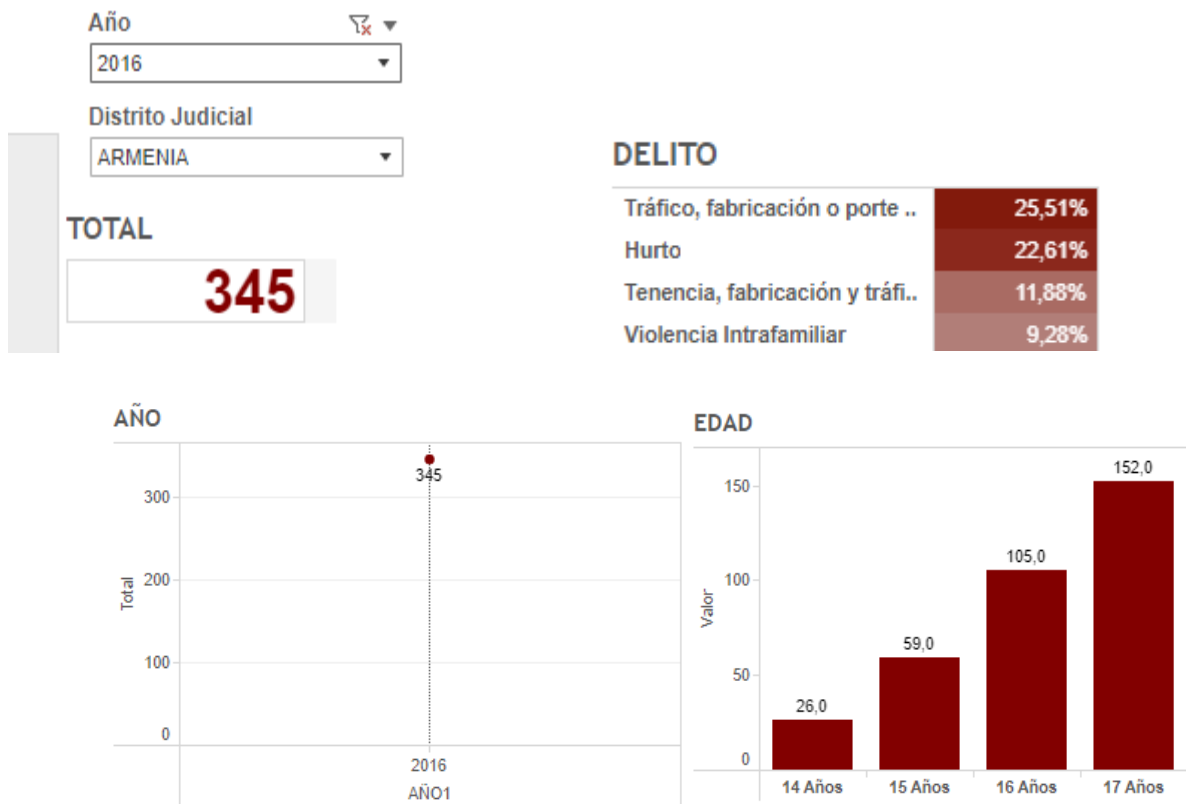 Año
2016
Distrito Judicial
ARMENIA
TOTAL
345
DELITO
Tráfico, fabricación o porte .. 25,51%
Hurto 22,61%
Tenencia, fabricación y tráfi.. 11,88%
Violencia Intrafamiliar 9,28%
AÑO
345
300
200
100
0
Total
2016
AÑO1
EDAD
152,0
150
105,0
100
59,0
50
26,0
0
Valor
14 Años 15 Años 16 Años 17 Años